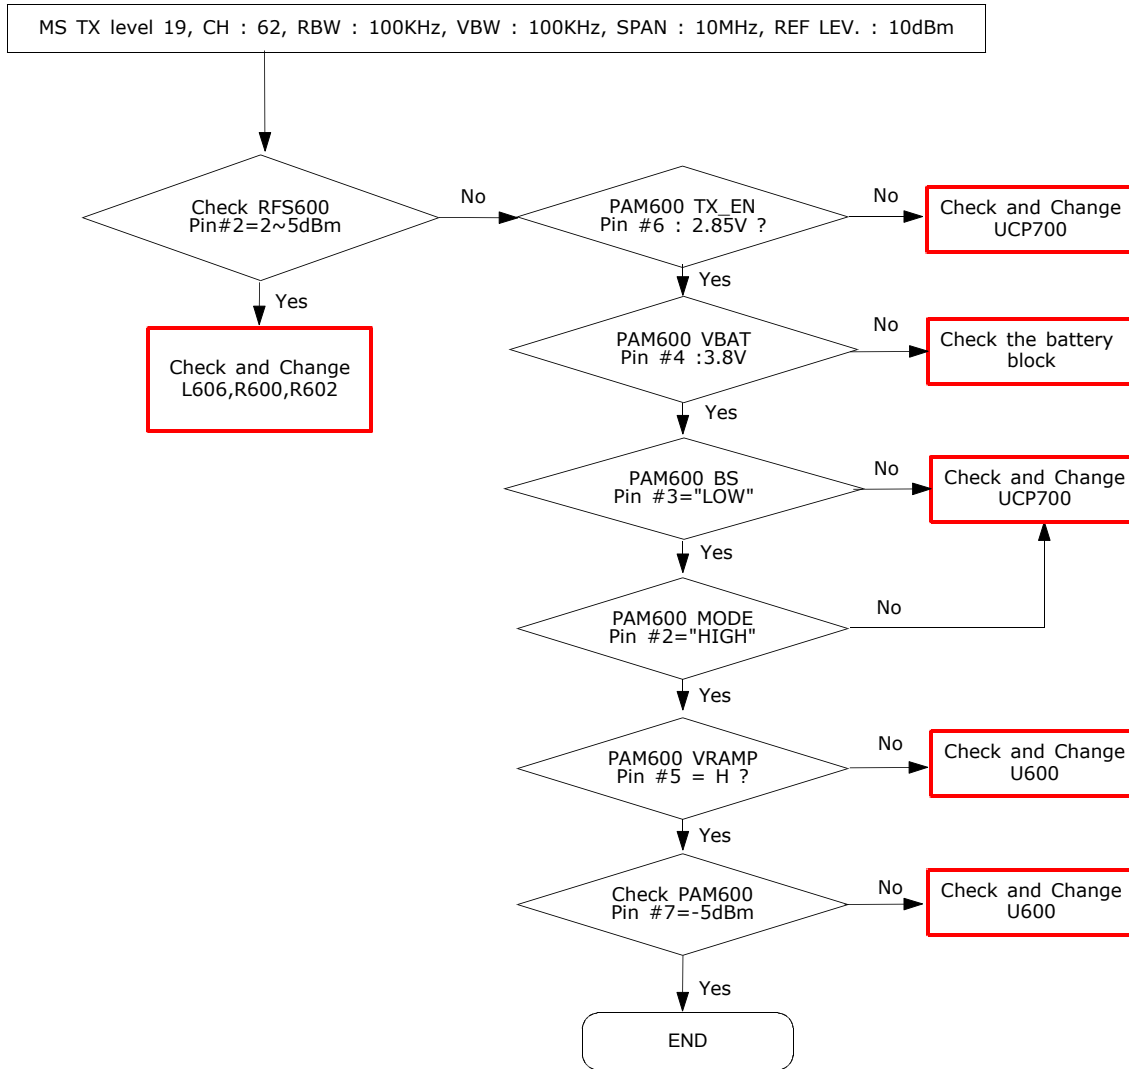 MS TX level 19, CH : 62, RBW : 100KHz, VBW : 100KHz, SPAN : 10MHz, REF LEV. : 10dBm
Check RFS600
Pin#2=2~5dBm
No
Yes
Check and Change
L606,R600,R602
PAM600 TX_EN
Pin #6 : 2.85V ?
No
Check and Change
UCP700
Yes
PAM600 VBAT
Pin #4 :3.8V
No
Check the battery
block
Yes
PAM600 BS
Pin #3="LOW"
No
Check and Change
UCP700
Yes
PAM600 MODE
Pin #2="HIGH"
No
Yes
PAM600 VRAMP
Pin #5 = H ?
No
Check and Change
U600
Yes
Check PAM600
Pin #7=-5dBm
No
Check and Change
U600
Yes
END